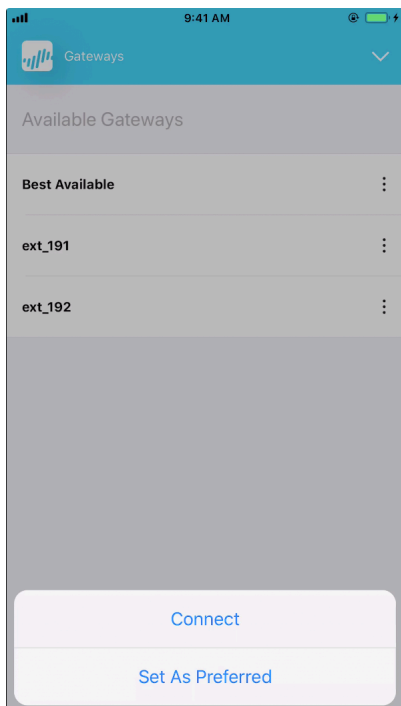 9:41 AM
Gateways
Available Gateways
Best Available
ext_191
ext_192
Connect
Set As Preferred